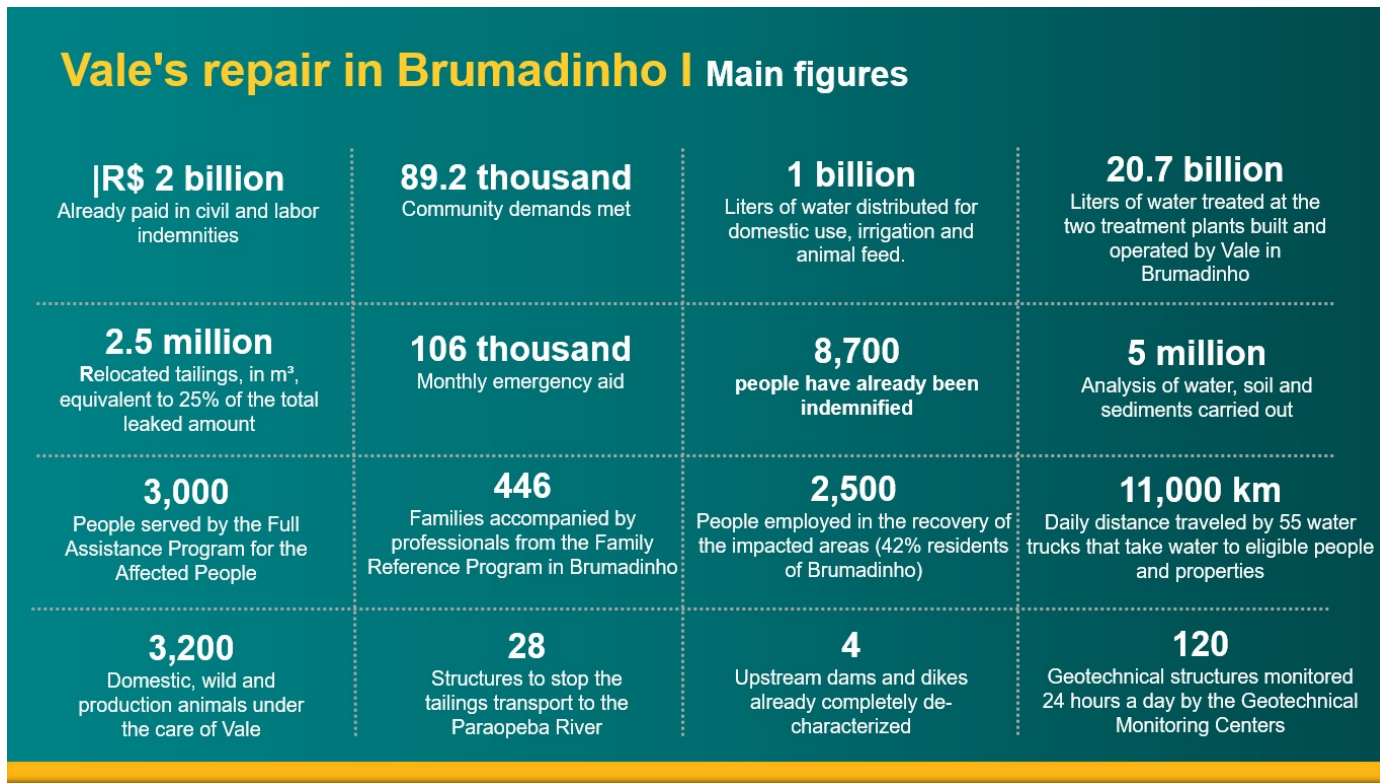 Vale's repair in Brumadinho I Main figures
|R$ 2 billion
Already paid in civil and labor
indemnities
89.2 thousand
Community demands met
1 billion
Liters of water distributed for
domestic use, irrigation and
animal feed.
20.7 billion
Liters of water treated at the
two treatment plants built and
operated by Vale in
Brumadinho
2.5 million
Relocated tailings, in m³,
equivalent to 25% of the total
leaked amount
106 thousand
Monthly emergency aid
8,700
people have already been
indemnified
5 million
Analysis of water, soil and
sediments carried out
3,000
People served by the Full
Assistance Program for the
Affected People
446
Families accompanied by
professionals from the Family
Reference Program in Brumadinho
2,500
People employed in the recovery of
the impacted areas (42% residents
of Brumadinho)
11,000 km
Daily distance traveled by 55 water
trucks that take water to eligible people
and properties
3,200
Domestic, wild and
production animals under
the care of Vale
28
Structures to stop the
tailings transport to the
Paraopeba River
4
Upstream dams and dikes
already completely de-
characterized
120
Geotechnical structures monitored
24 hours a day by the Geotechnical
Monitoring Centers